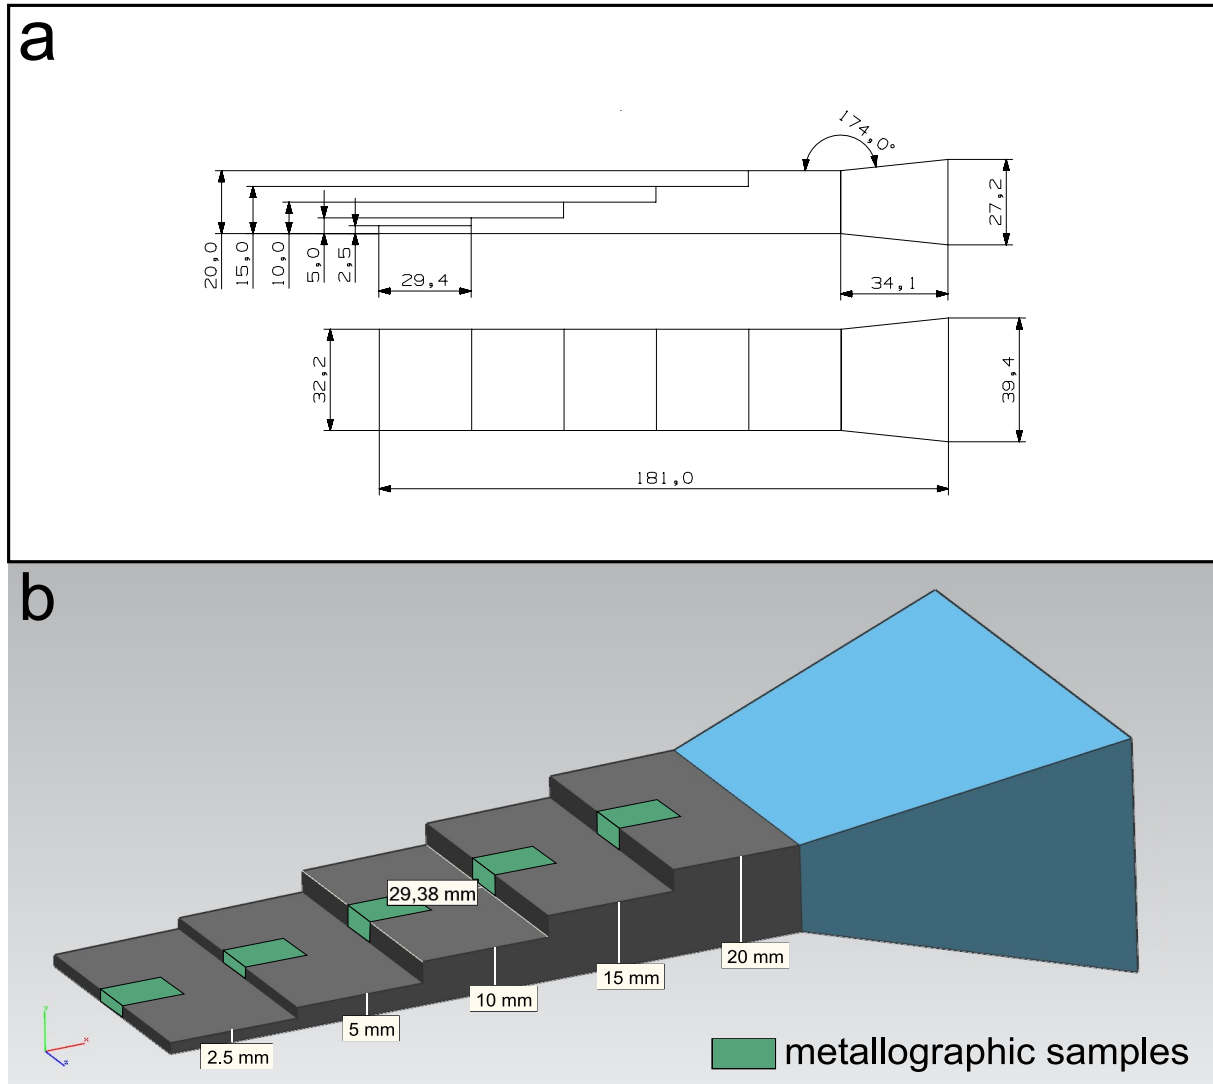 a
174,0°
20,0
15,0
10,0
5,0
2,5
27,2
29,4
34,1
32,2
39,4
181,0
b
29,38 mm
20 mm
15 mm
10 mm
5 mm
2.5 mm
Y
X
Z
metallographic samples